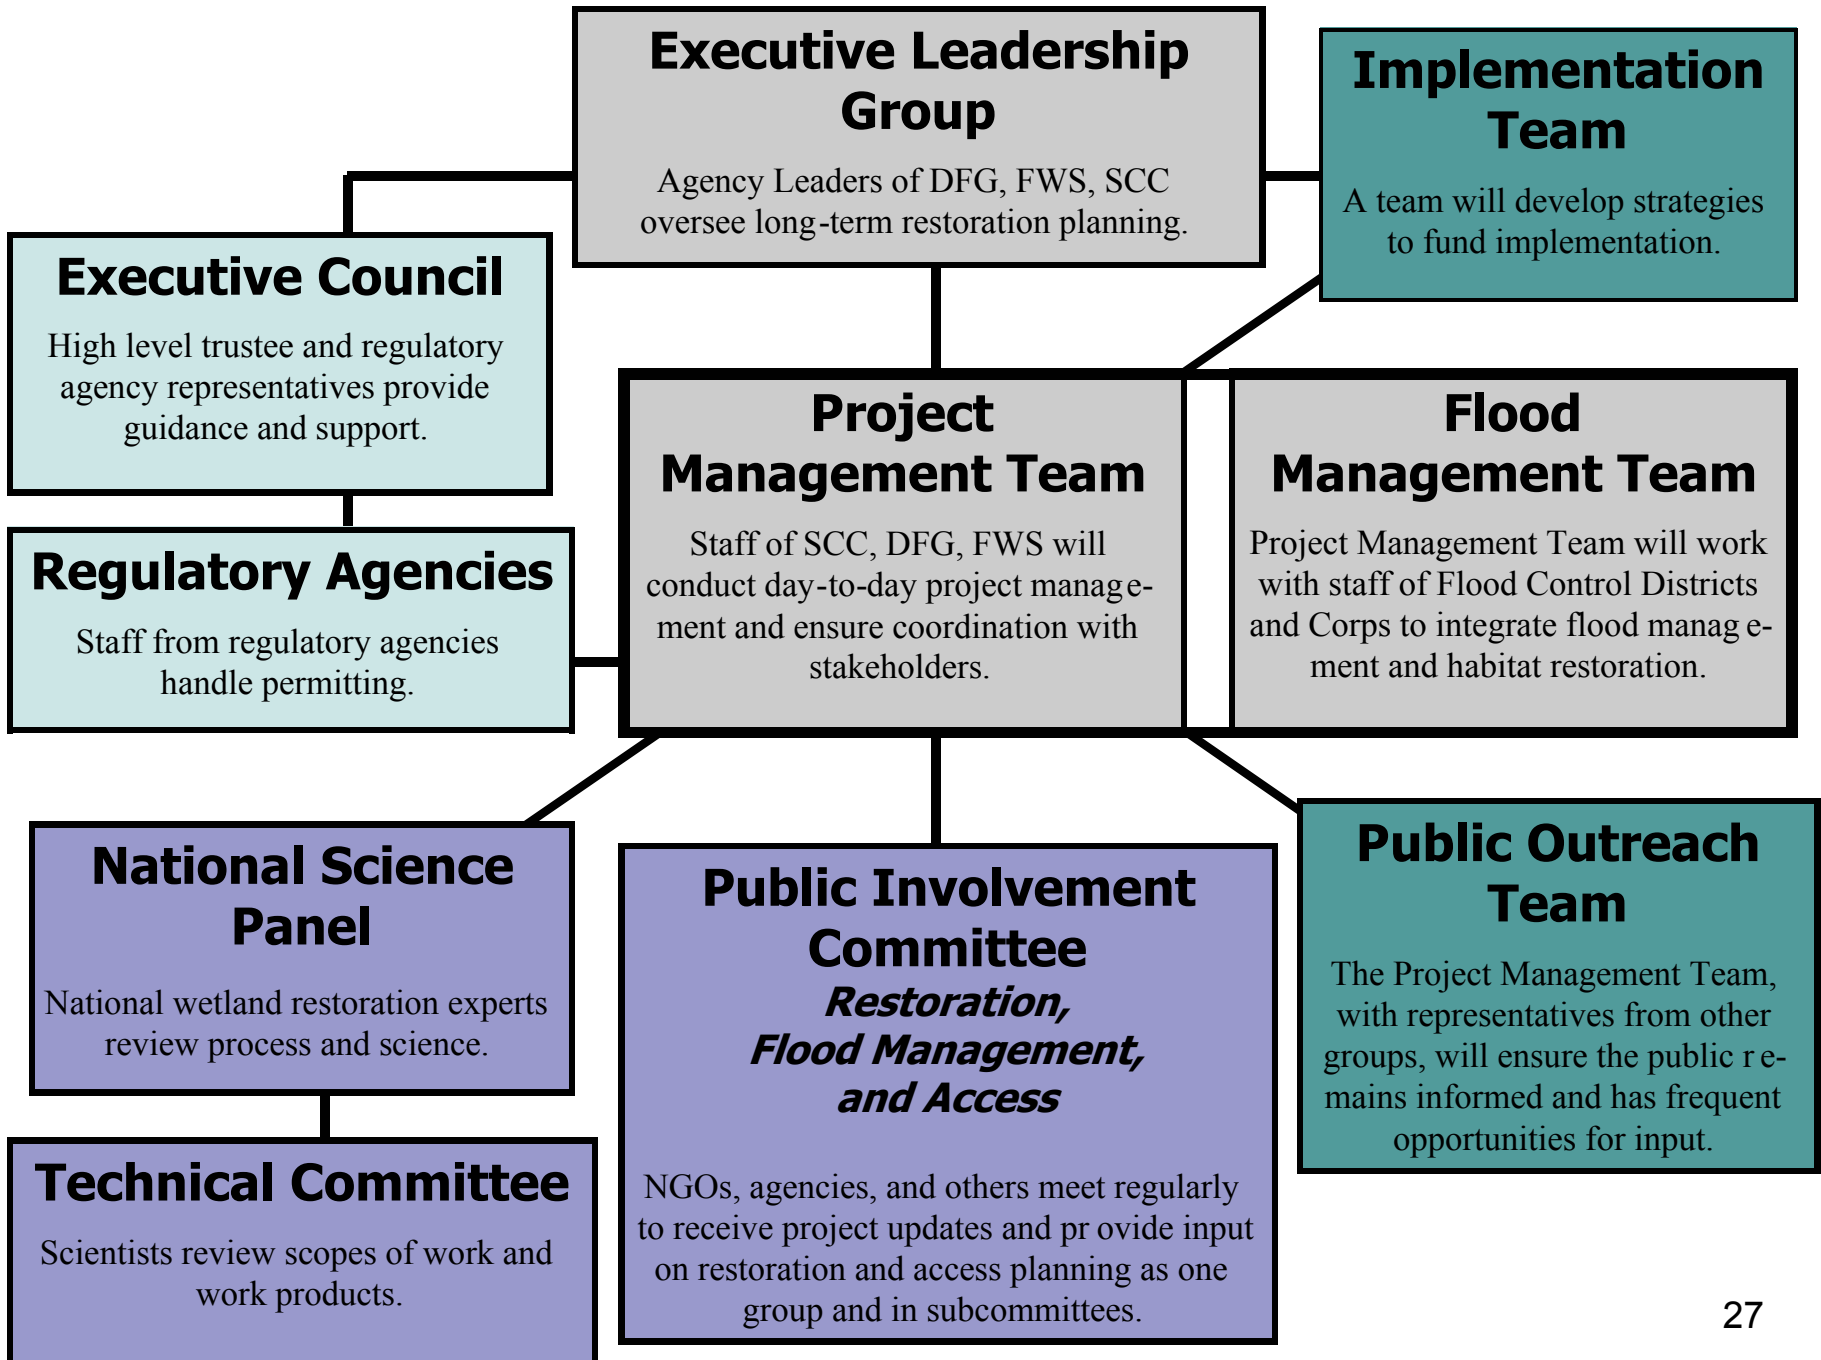 Executive Leadership
Group
Agency Leaders of DFG, FWS, SCC
oversee long-term restoration planning.
Implementation
Team
A team will develop strategies
to fund implementation.
Executive Council
High level trustee and regulatory
agency representatives provide
guidance and support.
Regulatory Agencies
Staff from regulatory agencies
handle permitting.
Project
Management Team
Staff of SCC, DFG, FWS will
conduct day-to-day project manage-
ment and ensure coordination with
stakeholders.
Flood
Management Team
Project Management Team will work
with staff of Flood Control Districts
and Corps to integrate flood manag e-
ment and habitat restoration.
National Science
Panel
National wetland restoration experts
review process and science.
Technical Committee
Scientists review scopes of work and
work products.
Public Involvement
Committee
Restoration,
Flood Management,
and Access
NGOs, agencies, and others meet regularly
to receive project updates and pr ovide input
on restoration and access planning as one
group and in subcommittees.
Public Outreach
Team
The Project Management Team,
with representatives from other
groups, will ensure the public r e-
mains informed and has frequent
opportunities for input.
27